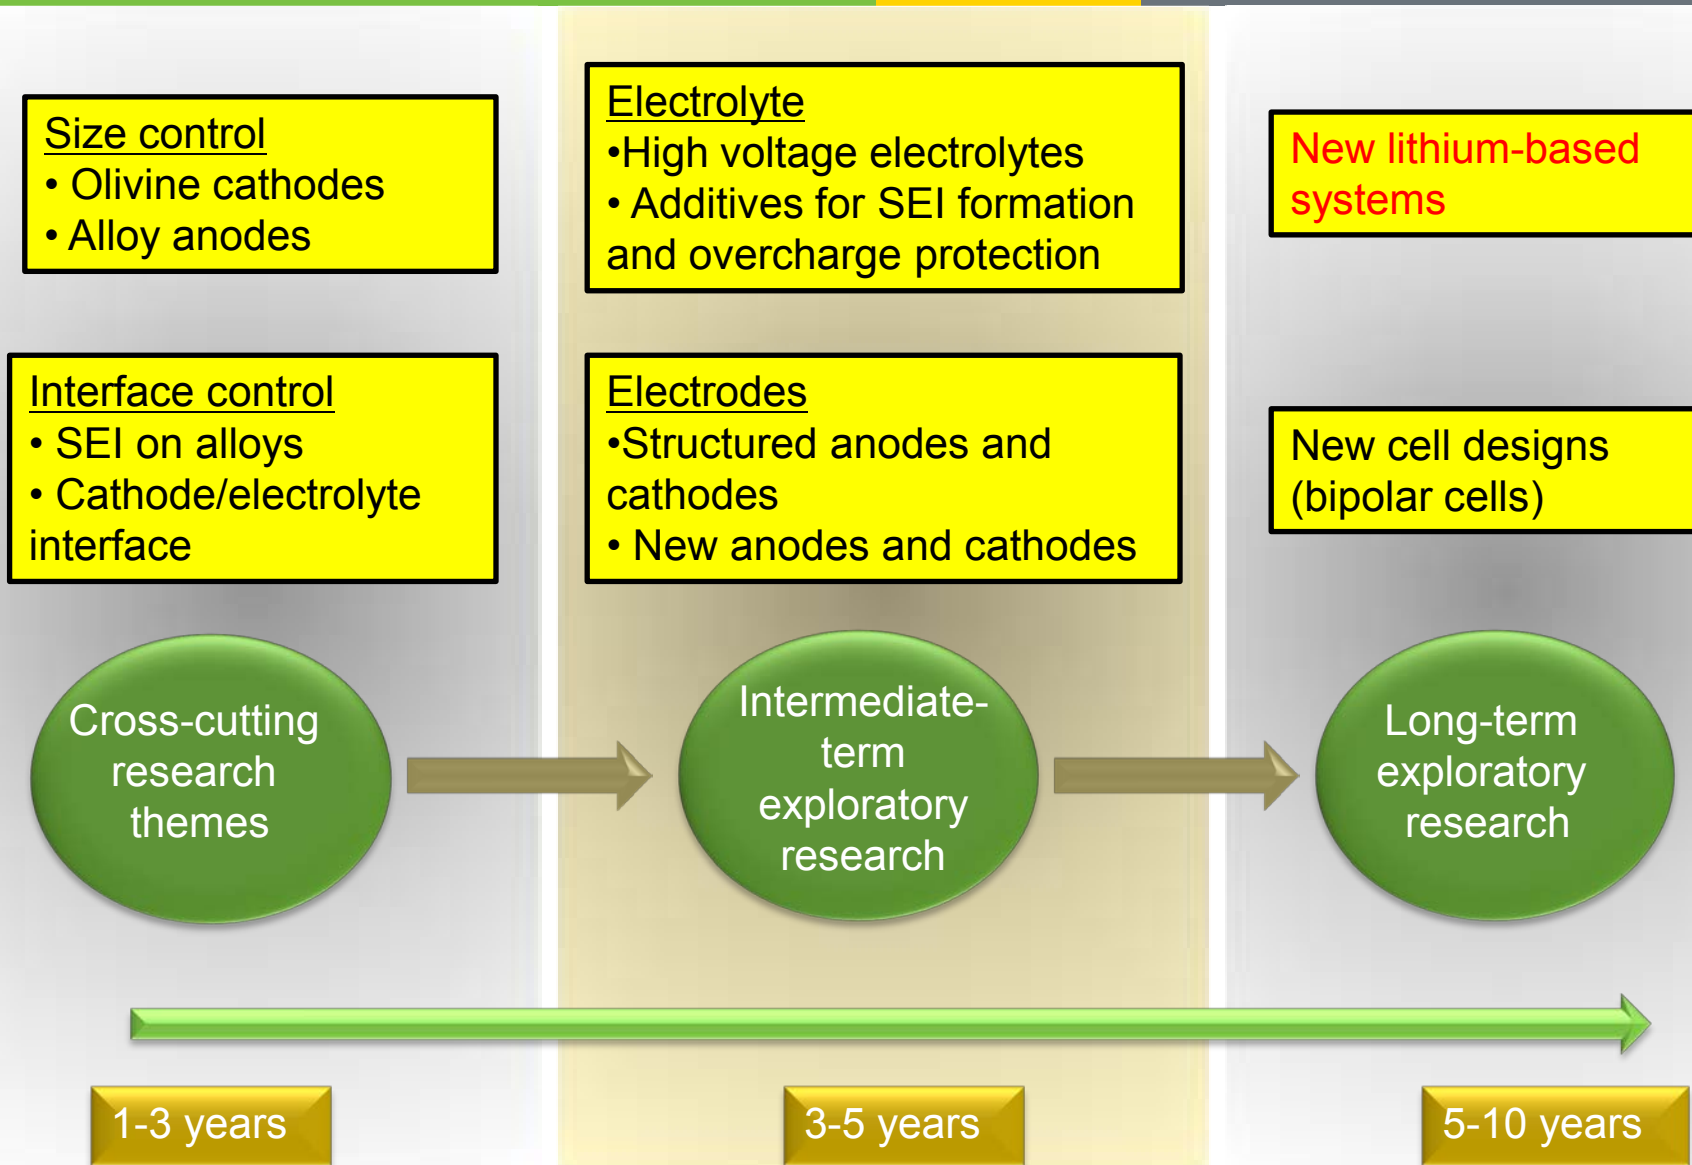 Size control
• Olivine cathodes
• Alloy anodes
Interface control
• SEI on alloys
• Cathode/electrolyte
interface
Electrolyte
•High voltage electrolytes
• Additives for SEI formation
and overcharge protection
Electrodes
•Structured anodes and
cathodes
• New anodes and cathodes
New lithium-based
systems
New cell designs
(bipolar cells)
Cross-cutting
research
themes
Intermediate-
term
exploratory
research
Long-term
exploratory
research
1-3 years
3-5 years
5-10 years